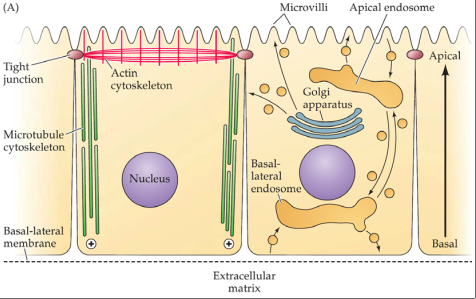 (A)
Microvilli
Apical endosome
Tight
junction
Actin
cytoskeleton
Apical
Golgi
apparatus
Microtubule
cytoskeleton
Nucleus
Basal-
lateral
endosome
Basal-lateral
membrane
+
+
Basal
Extracellular
matrix